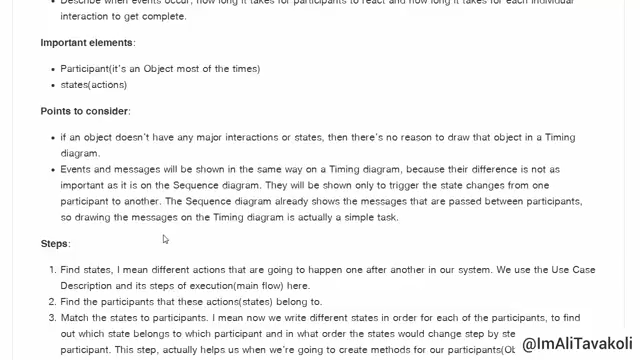 Describe when events occur, how long it takes for participants to react and how long it takes for each individual
interaction to get complete.
Important elements:
Participant(it's an Object most of the times)
states(actions)
Points to consider:
if an object doesn't have any major interactions or states, then there's no reason to draw that object in a Timing
diagram.
Events and messages will be shown in the same way on a Timing diagram, because their difference is not as
important as it is on the Sequence diagram. They will be shown only to trigger the state changes from one
participant to another. The Sequence diagram already shows the messages that are passed between participants,
so drawing the messages on the Timing diagram is actually a simple task.
Steps:
1. Find states, I mean different actions that are going to happen one after another in our system. We use the Use Case
Description and its steps of execution(main flow) here.
2. Find the participants that these actions(states) belong to.
3. Match the states to participants. I mean now we write different states in order for each of the participants, to find
out which state belongs to which participant and in what order the states would change step by ste
participant. This step, actually helps us when we're going to create methods for our participants(Ob
@ImAliTavakoli